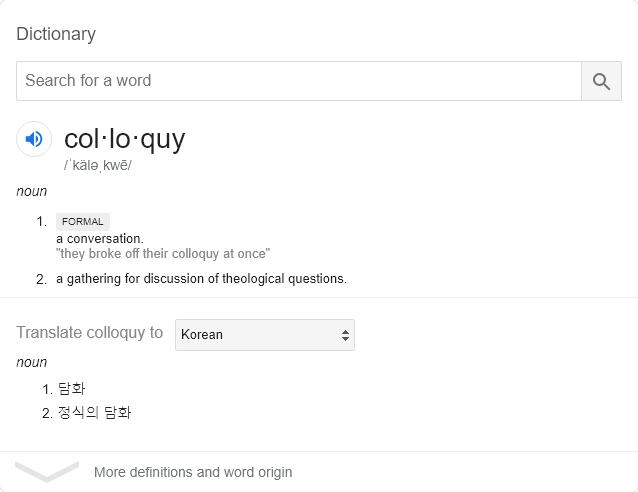 Dictionary
Search for a word
col·lo·quy
/ˈkäləˌkwē/
noun
1. FORMAL
a conversation.
"they broke off their colloquy at once"
2. a gathering for discussion of theological questions.
Translate colloquy to Korean
noun
1. 담화
2. 정식의 담화
More definitions and word origin